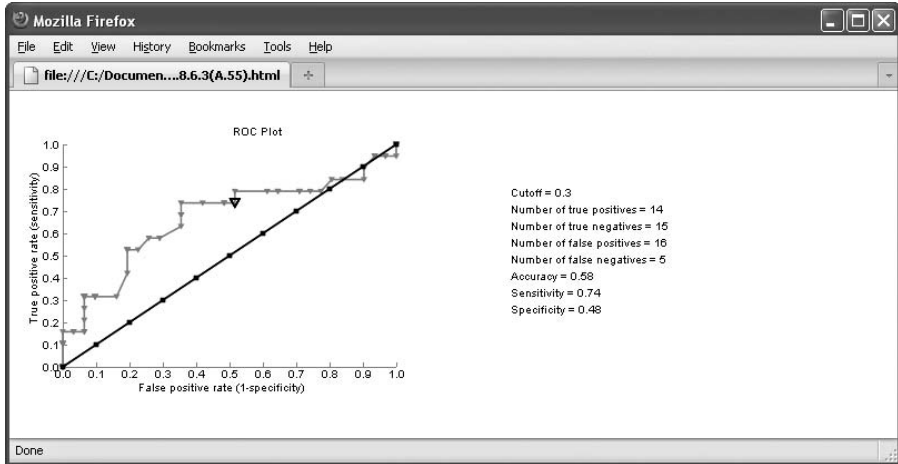 Mozilla Firefox
File Edit View History Bookmarks Tools Help
file:///C:/Documen....8.6.3(A.55).html
ROC Plot
1.0
0.9
0.8
0.7
0.6
0.5
0.4
0.3
0.2
0.1
0.0
True positive rate (sensitivity)
0.0 0.1 0.2 0.3 0.4 0.5 0.6 0.7 0.8 0.9 1.0
False positive rate (1-specificity)
Cutoff = 0.3
Number of true positives = 14
Number of true negatives = 15
Number of false positives = 16
Number of false negatives = 5
Accuracy = 0.58
Sensitivity = 0.74
Specificity = 0.48
Done